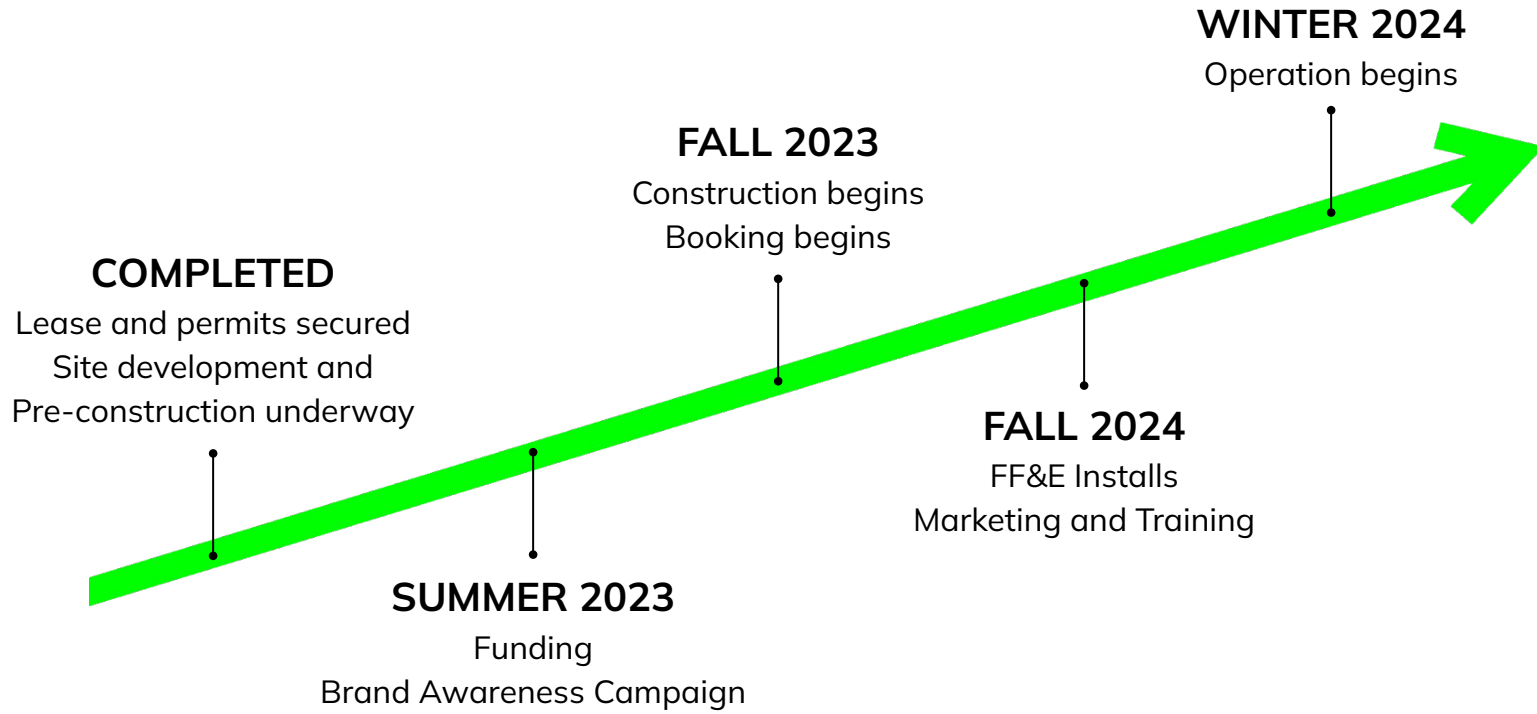 COMPLETED
Lease and permits secured
Site development and
Pre-construction underway
SUMMER 2023
Funding
Brand Awareness Campaign
FALL 2023
Construction begins
Booking begins
FALL 2024
FF&E Installs
Marketing and Training
WINTER 2024
Operation begins